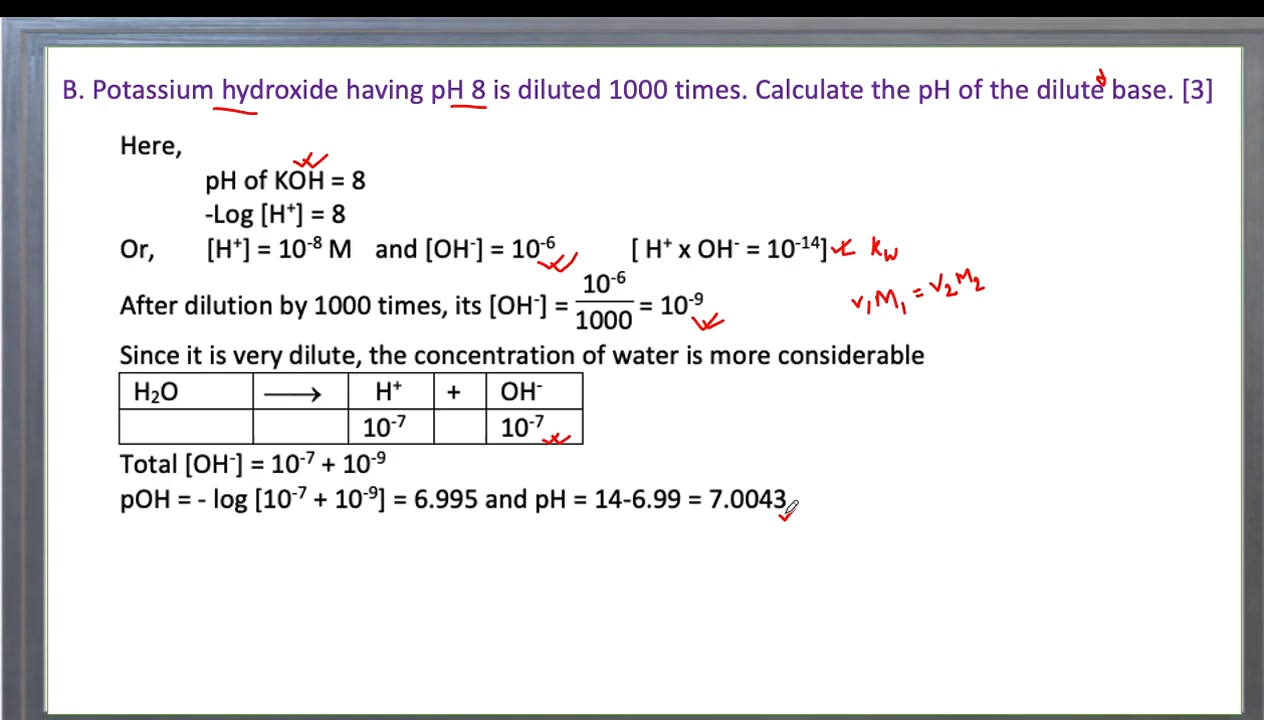 B. Potassium hydroxide having pH 8 is diluted 1000 times. Calculate the pH of the diluted base. [3]
Here,
pH of KOH = 8
-Log [H⁺] = 8
Or, [H⁺] = 10⁻⁸ M and [OH⁻] = 10⁻⁶ [ H⁺ x OH⁻ = 10⁻¹⁴] Kw
After dilution by 1000 times, its [OH⁻] = 10⁻⁶/1000 = 10⁻⁹
V₁M₁ = V₂M₂
Since it is very dilute, the concentration of water is more considerable
H₂O ⟶ H⁺ + OH⁻
10⁻⁷ 10⁻⁷
Total [OH⁻] = 10⁻⁷ + 10⁻⁹
pOH = - log [10⁻⁷ + 10⁻⁹] = 6.995 and pH = 14-6.99 = 7.0043